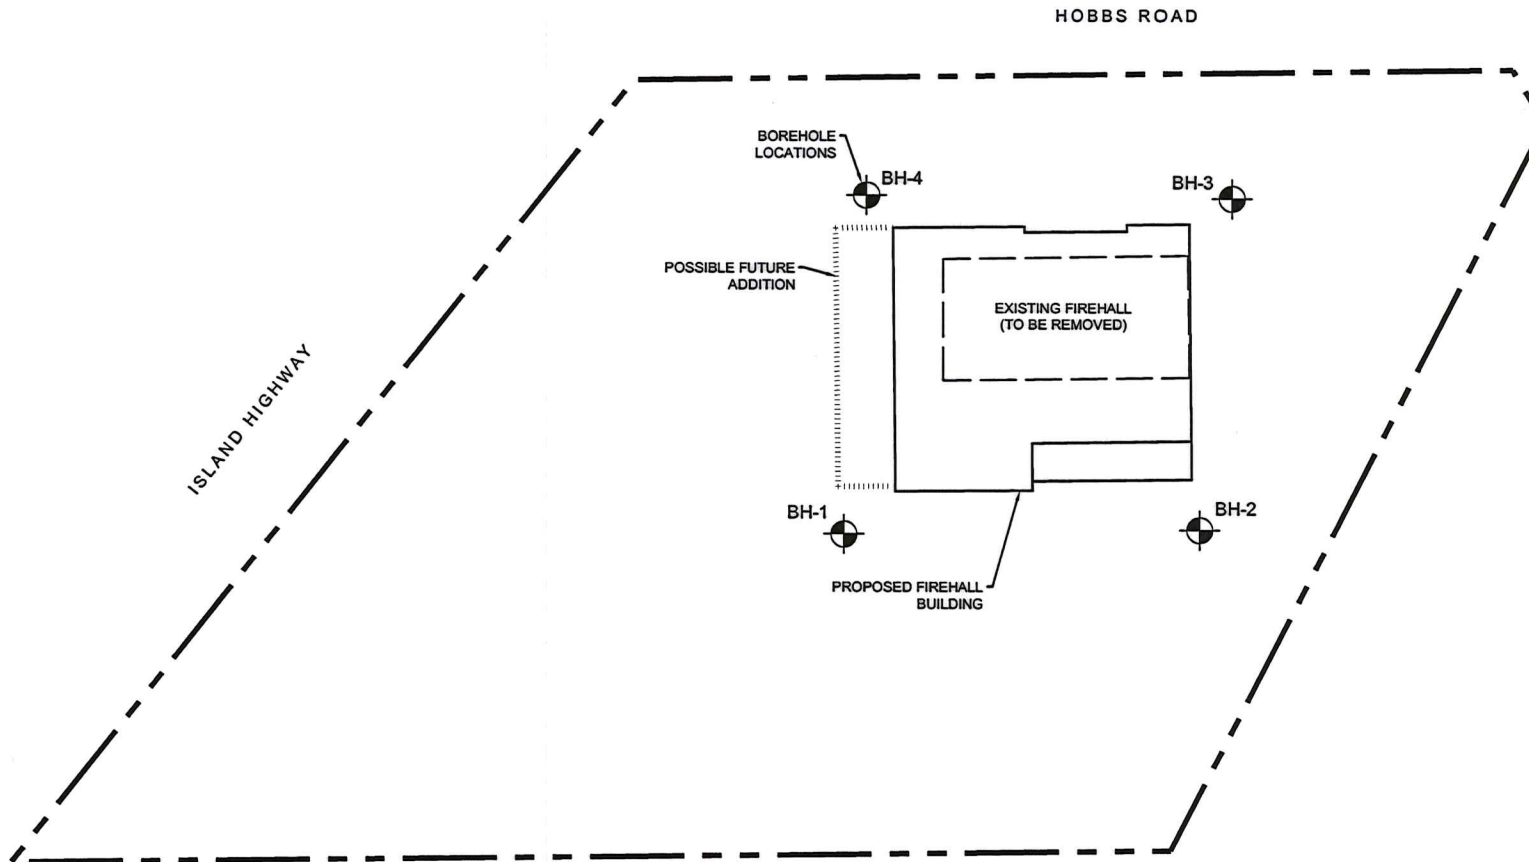 HOBBS ROAD
BOREHOLE
LOCATIONS
BH-4
BH-3
POSSIBLE FUTURE
ADDITION
EXISTING FIREHALL
(TO BE REMOVED)
ISLAND HIGHWAY
BH-1
BH-2
PROPOSED FIREHALL
BUILDING